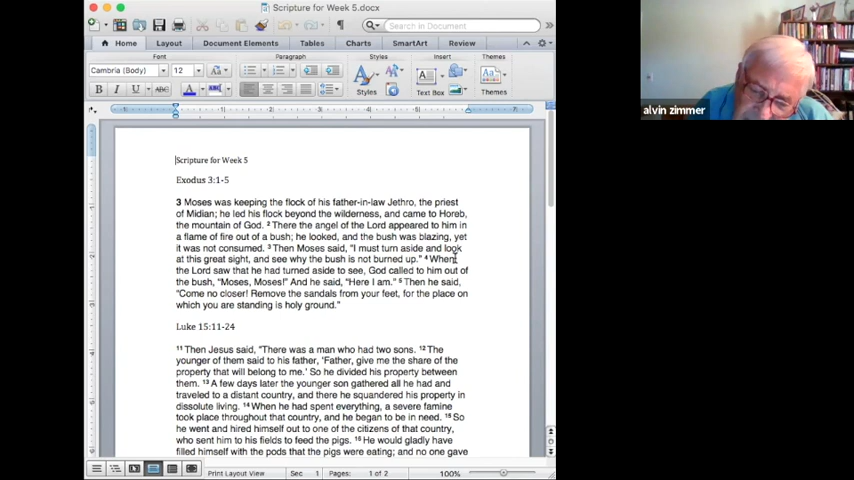 Scripture for Week 5.docx
Search in Document
Home Layout Document Elements Tables Charts SmartArt Review
Font Paragraph Styles Insert Themes
Cambria (Body) 12
Styles Text Box Themes
alvin zimmer
Scripture for Week 5
Exodus 3:1-5
3 Moses was keeping the flock of his father-in-law Jethro, the priest
of Midian; he led his flock beyond the wilderness, and came to Horeb,
the mountain of God. 2 There the angel of the Lord appeared to him in
a flame of fire out of a bush; he looked, and the bush was blazing, yet
it was not consumed. 3 Then Moses said, “I must turn aside and look
at this great sight, and see why the bush is not burned up.” 4 When
the Lord saw that he had turned aside to see, God called to him out of
the bush, “Moses, Moses!” And he said, “Here I am.” 5 Then he said,
“Come no closer! Remove the sandals from your feet, for the place on
which you are standing is holy ground.”
Luke 15:11-24
11 Then Jesus said, “There was a man who had two sons. 12 The
younger of them said to his father, ‘Father, give me the share of the
property that will belong to me.’ So he divided his property between
them. 13 A few days later the younger son gathered all he had and
traveled to a distant country, and there he squandered his property in
dissolute living. 14 When he had spent everything, a severe famine
took place throughout that country, and he began to be in need. 15 So
he went and hired himself out to one of the citizens of that country,
who sent him to his fields to feed the pigs. 16 He would gladly have
filled himself with the pods that the pigs were eating; and no one gave
Print Layout View Sec 1 Pages: 1 of 2 100%